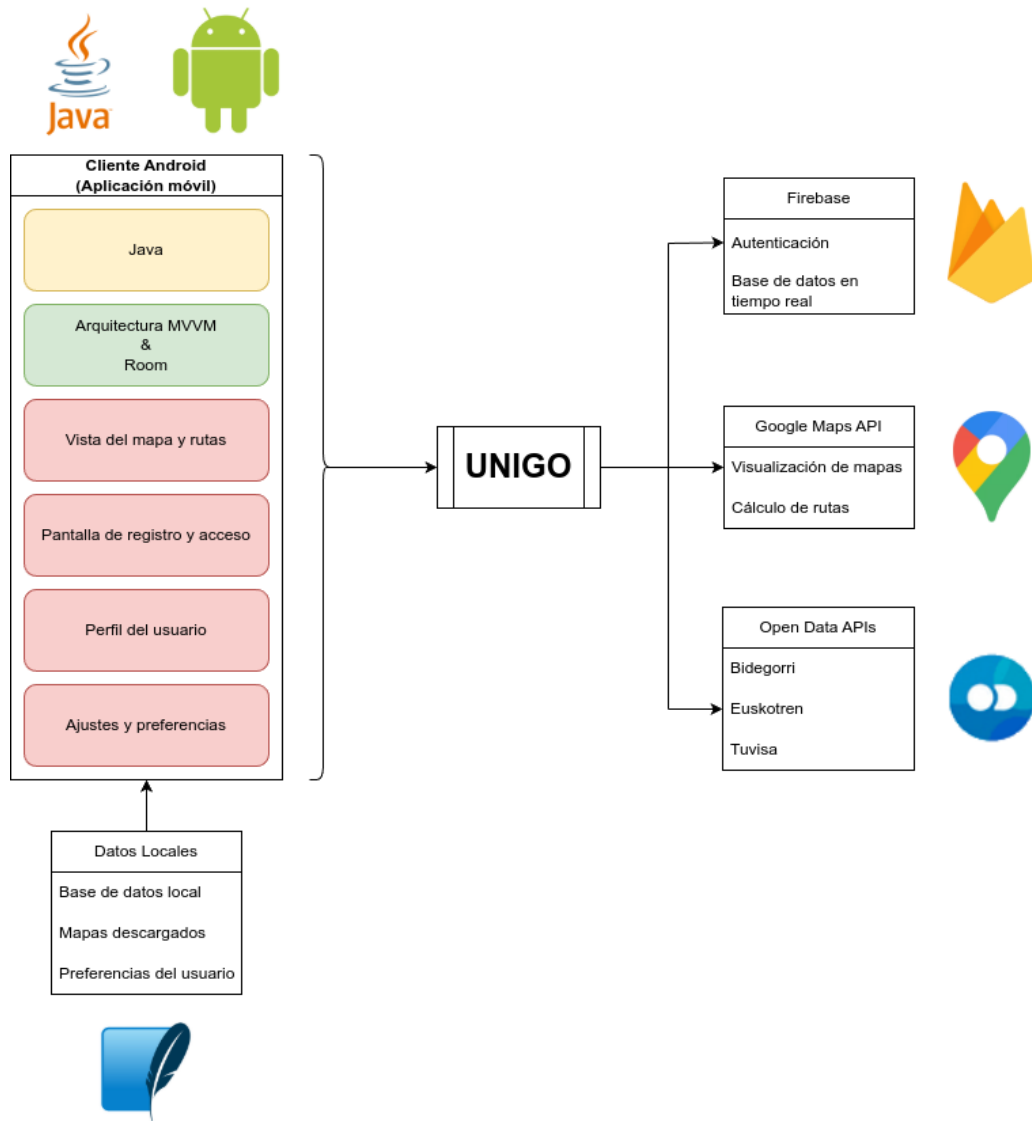 Java
Cliente Android
(Aplicación móvil)
Java
Arquitectura MVVM
&
Room
Vista del mapa y rutas
Pantalla de registro y acceso
Perfil del usuario
Ajustes y preferencias
Datos Locales
Base de datos local
Mapas descargados
Preferencias del usuario
UNIGO
Firebase
Autenticación
Base de datos en
tiempo real
Google Maps API
Visualización de mapas
Cálculo de rutas
Open Data APIs
Bidegorri
Euskotren
Tuvisa